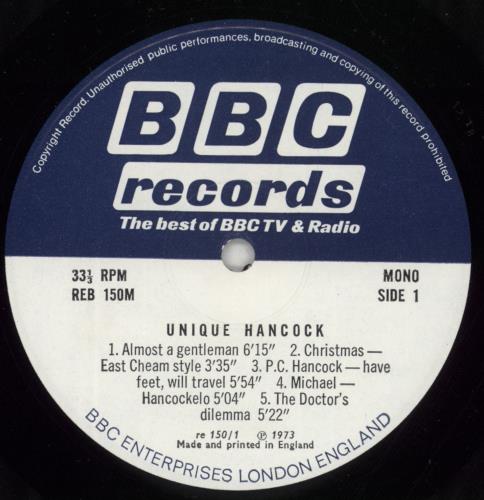 Copyright Record. Unauthorised public performances, broadcasting and copying of this record prohibited
BBC
records
The best of BBC TV & Radio
33⅓ RPM
REB 150M
MONO
SIDE 1
UNIQUE HANCOCK
1. Almost a gentleman 6'15" 2. Christmas —
East Cheam style 3'35" 3. P.C. Hancock — have
feet, will travel 5'54" 4. Michael —
Hancockelo 5'04" 5. The Doctor's
dilemma 5'22"
re 150/1 ℗ 1973
Made and printed in England
BBC ENTERPRISES LONDON ENGLAND